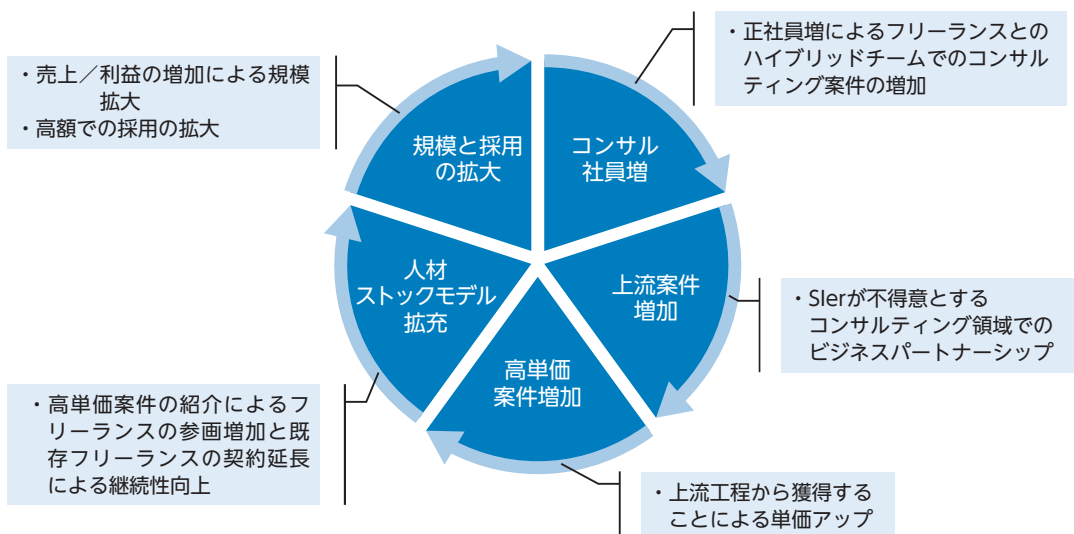 ・売上／利益の増加による規模
拡大
・高額での採用の拡大
・正社員増によるフリーランスとの
ハイブリッドチームでのコンサル
ティング案件の増加
規模と採用
の拡大
コンサル
社員増
人材
ストックモデル
拡充
上流案件
増加
高単価
案件増加
・SIerが不得意とする
コンサルティング領域での
ビジネスパートナーシップ
・高単価案件の紹介によるフ
リーランスの参画増加と既
存フリーランスの契約延長
による継続性向上
・上流工程から獲得する
ことによる単価アップ